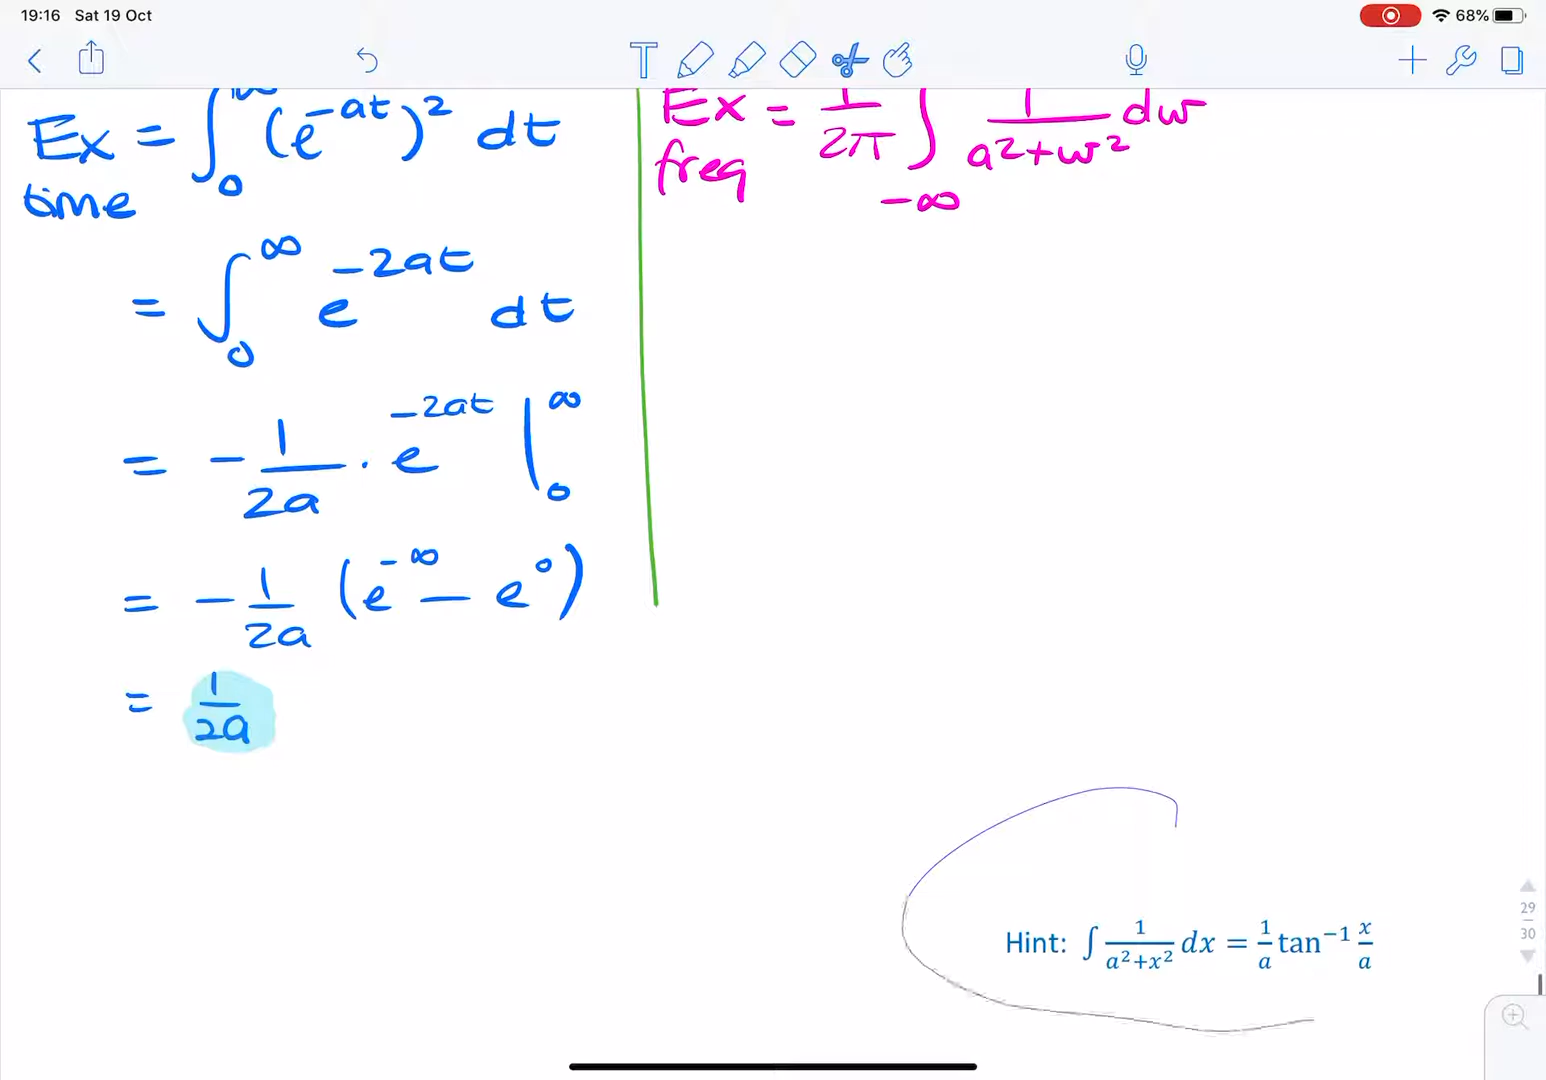 19:16 Sat 19 Oct
68%
T
Ex = ∫₀^∞ (e^{-at})² dt
time
= ∫₀^∞ e^{-2at} dt
= -1/2a · e^{-2at} |₀^∞
= -1/2a (e^{-∞} - e⁰)
= 1/2a
Ex = 1/2π ∫_{-∞} 1/a²+w² dw
freq
Hint: ∫ 1/a²+x² dx = 1/a tan⁻¹ x/a
29
30